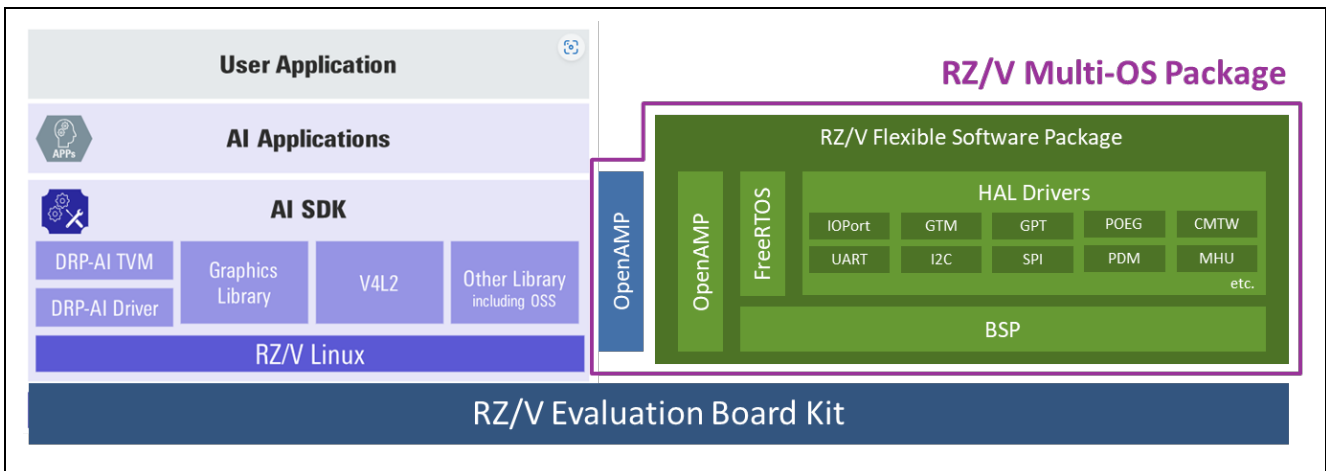 User Application
APPs
AI Applications
AI SDK
DRP-AI TVM
DRP-AI Driver
Graphics
Library
V4L2
Other Library
including OSS
RZ/V Linux
RZ/V Multi-OS Package
OpenAMP
RZ/V Flexible Software Package
OpenAMP
FreeRTOS
HAL Drivers
IOPort GTM GPT POEG CMTW
UART I2C SPI PDM MHU
etc.
BSP
RZ/V Evaluation Board Kit